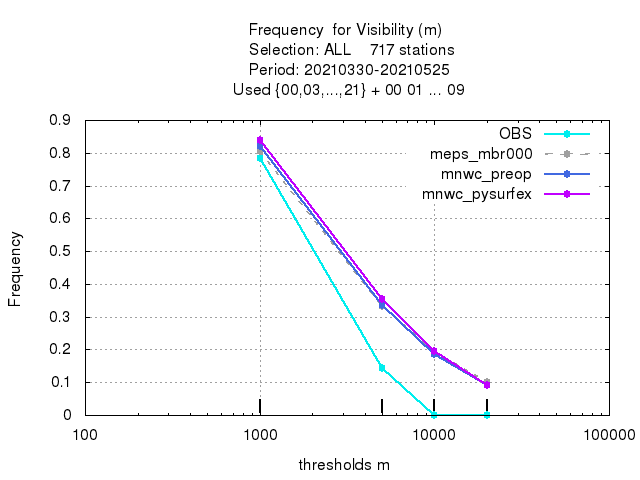 Frequency  for Visibility (m)
Selection: ALL    717 stations
Period: 20210330-20210525
Used {00,03,...,21} + 00 01 ... 09
0.9
0.8
0.7
0.6
0.5
0.4
0.3
0.2
0.1
0
Frequency
OBS
meps_mbr000
mnwc_preop
mnwc_pysurfex
100
1000
10000
100000
thresholds m